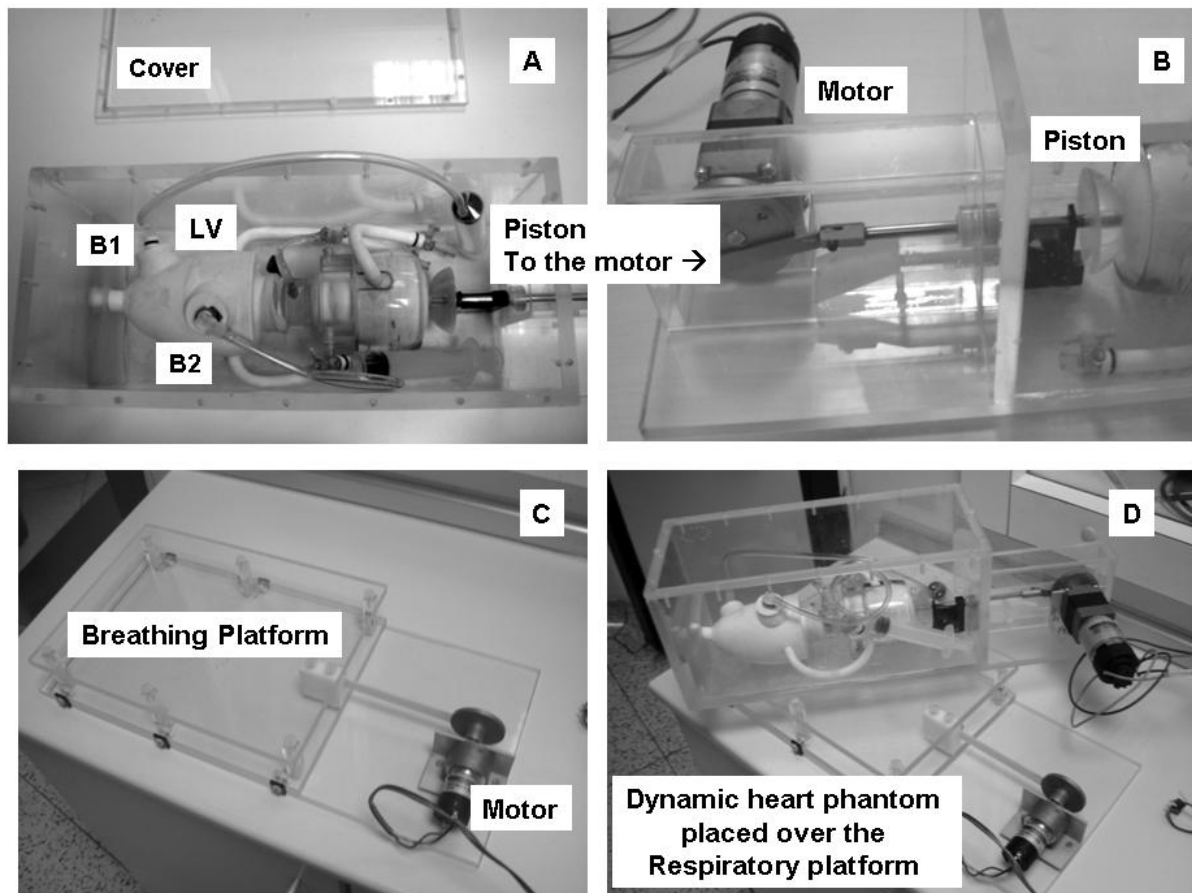 A
Cover
B1
LV
B2
Piston
To the motor →
B
Motor
Piston
C
Breathing Platform
Motor
D
Dynamic heart phantom
placed over the
Respiratory platform